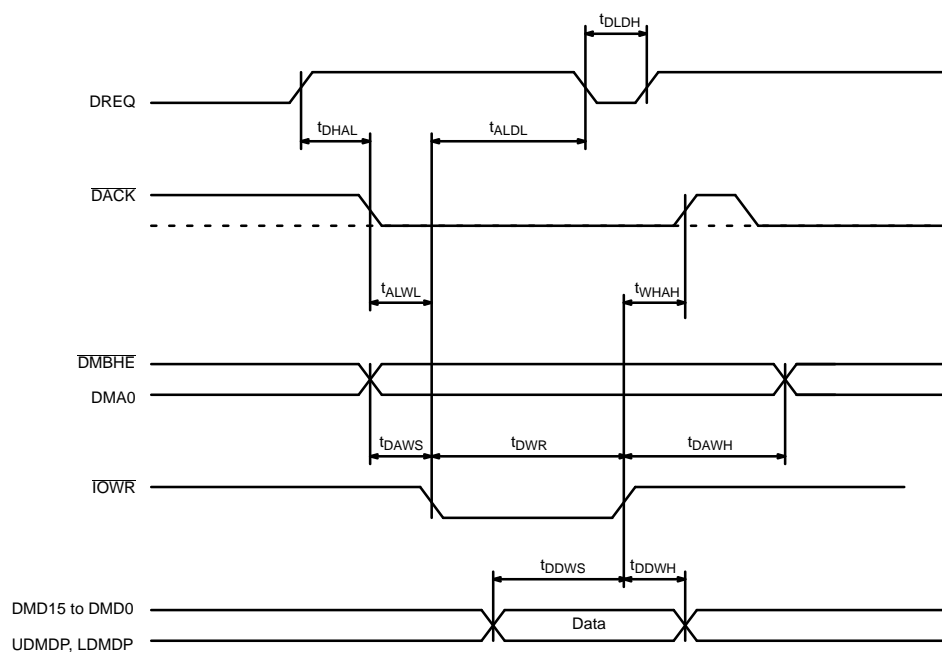 tDLDH
DREQ
tDHAL
tALDL
DACK
tALWL
tWHAH
DMBHE
DMA0
tDAWS
tDWR
tDAWH
IOWR
tDDWS
tDDWH
DMD15 to DMD0
Data
UDMDP, LDMDP